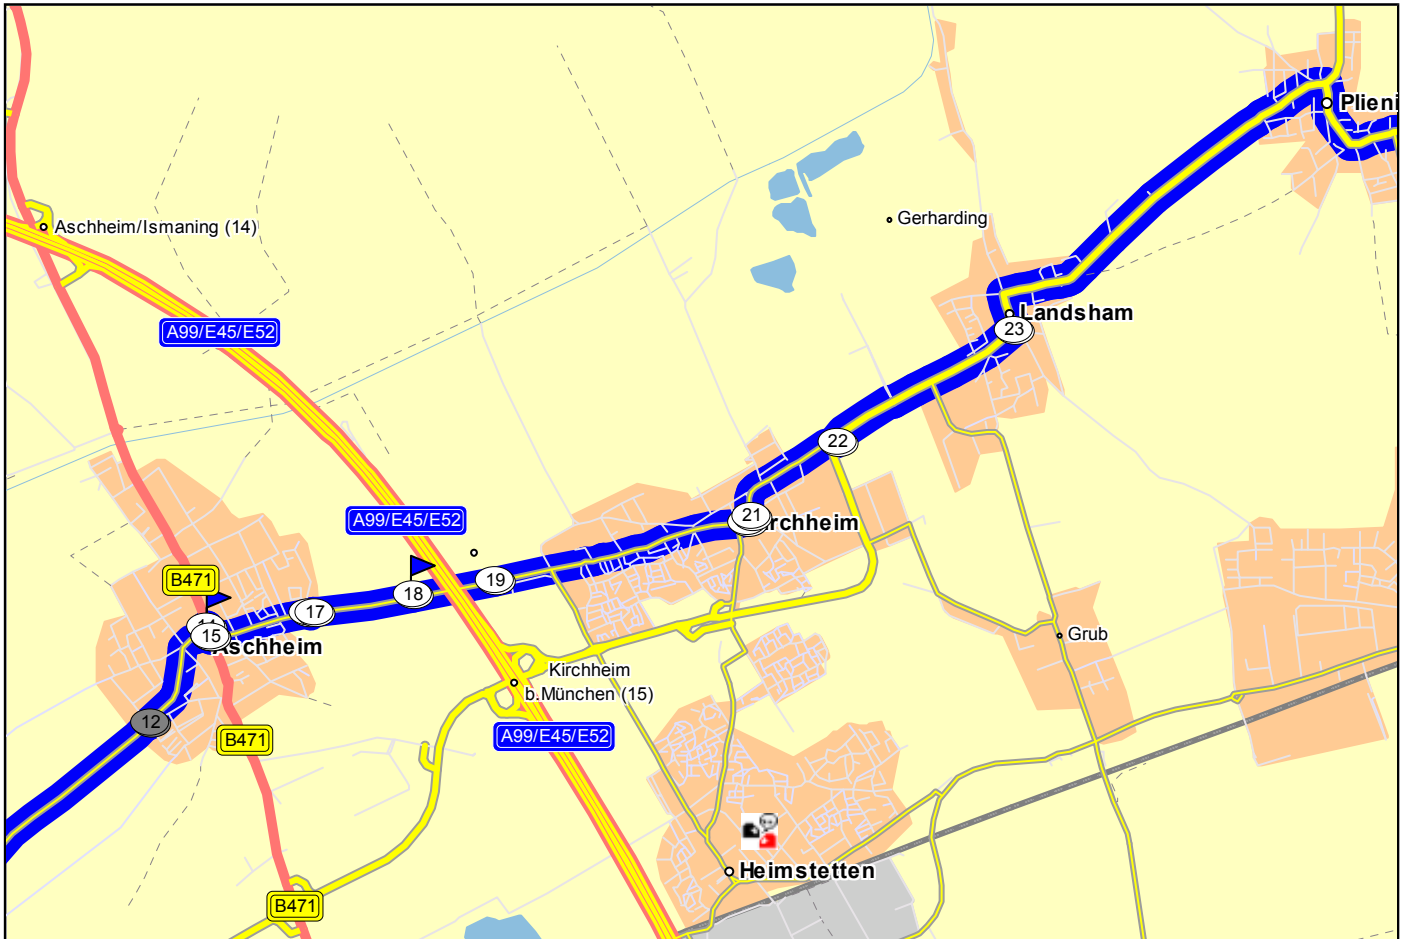 Plieni
Gerharding
Aschheim/Ismaning (14)
Landsham
23
A99/E45/E52
22
A99/E45/E52
21
rchheim
B471
19
18
17
15
Aschheim
Grub
Kirchheim
b.München (15)
12
A99/E45/E52
B471
Heimstetten
B471